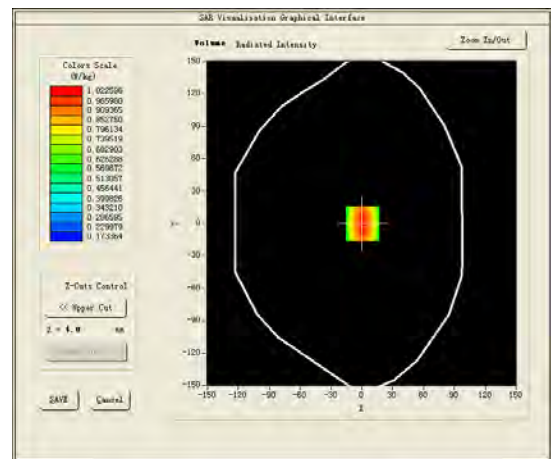 SAR Visualisation Graphical Interface
Volume Radiated Intensity
Zoom In/Out
Colors Scale
(W/kg)
1.022596
0.965980
0.909365
0.852750
0.796134
0.739519
0.682903
0.626288
0.569672
0.513057
0.456441
0.399826
0.343210
0.286595
0.229979
0.173364
Z-Cuts Control
<< Upper Cut
Z = 4.0 mm
SAVE
Cancel
150
120
90
60
30
0
-30
-60
-90
-120
-150
Y
-150 -120 -90 -60 -30 0 30 60 90 120 150
X